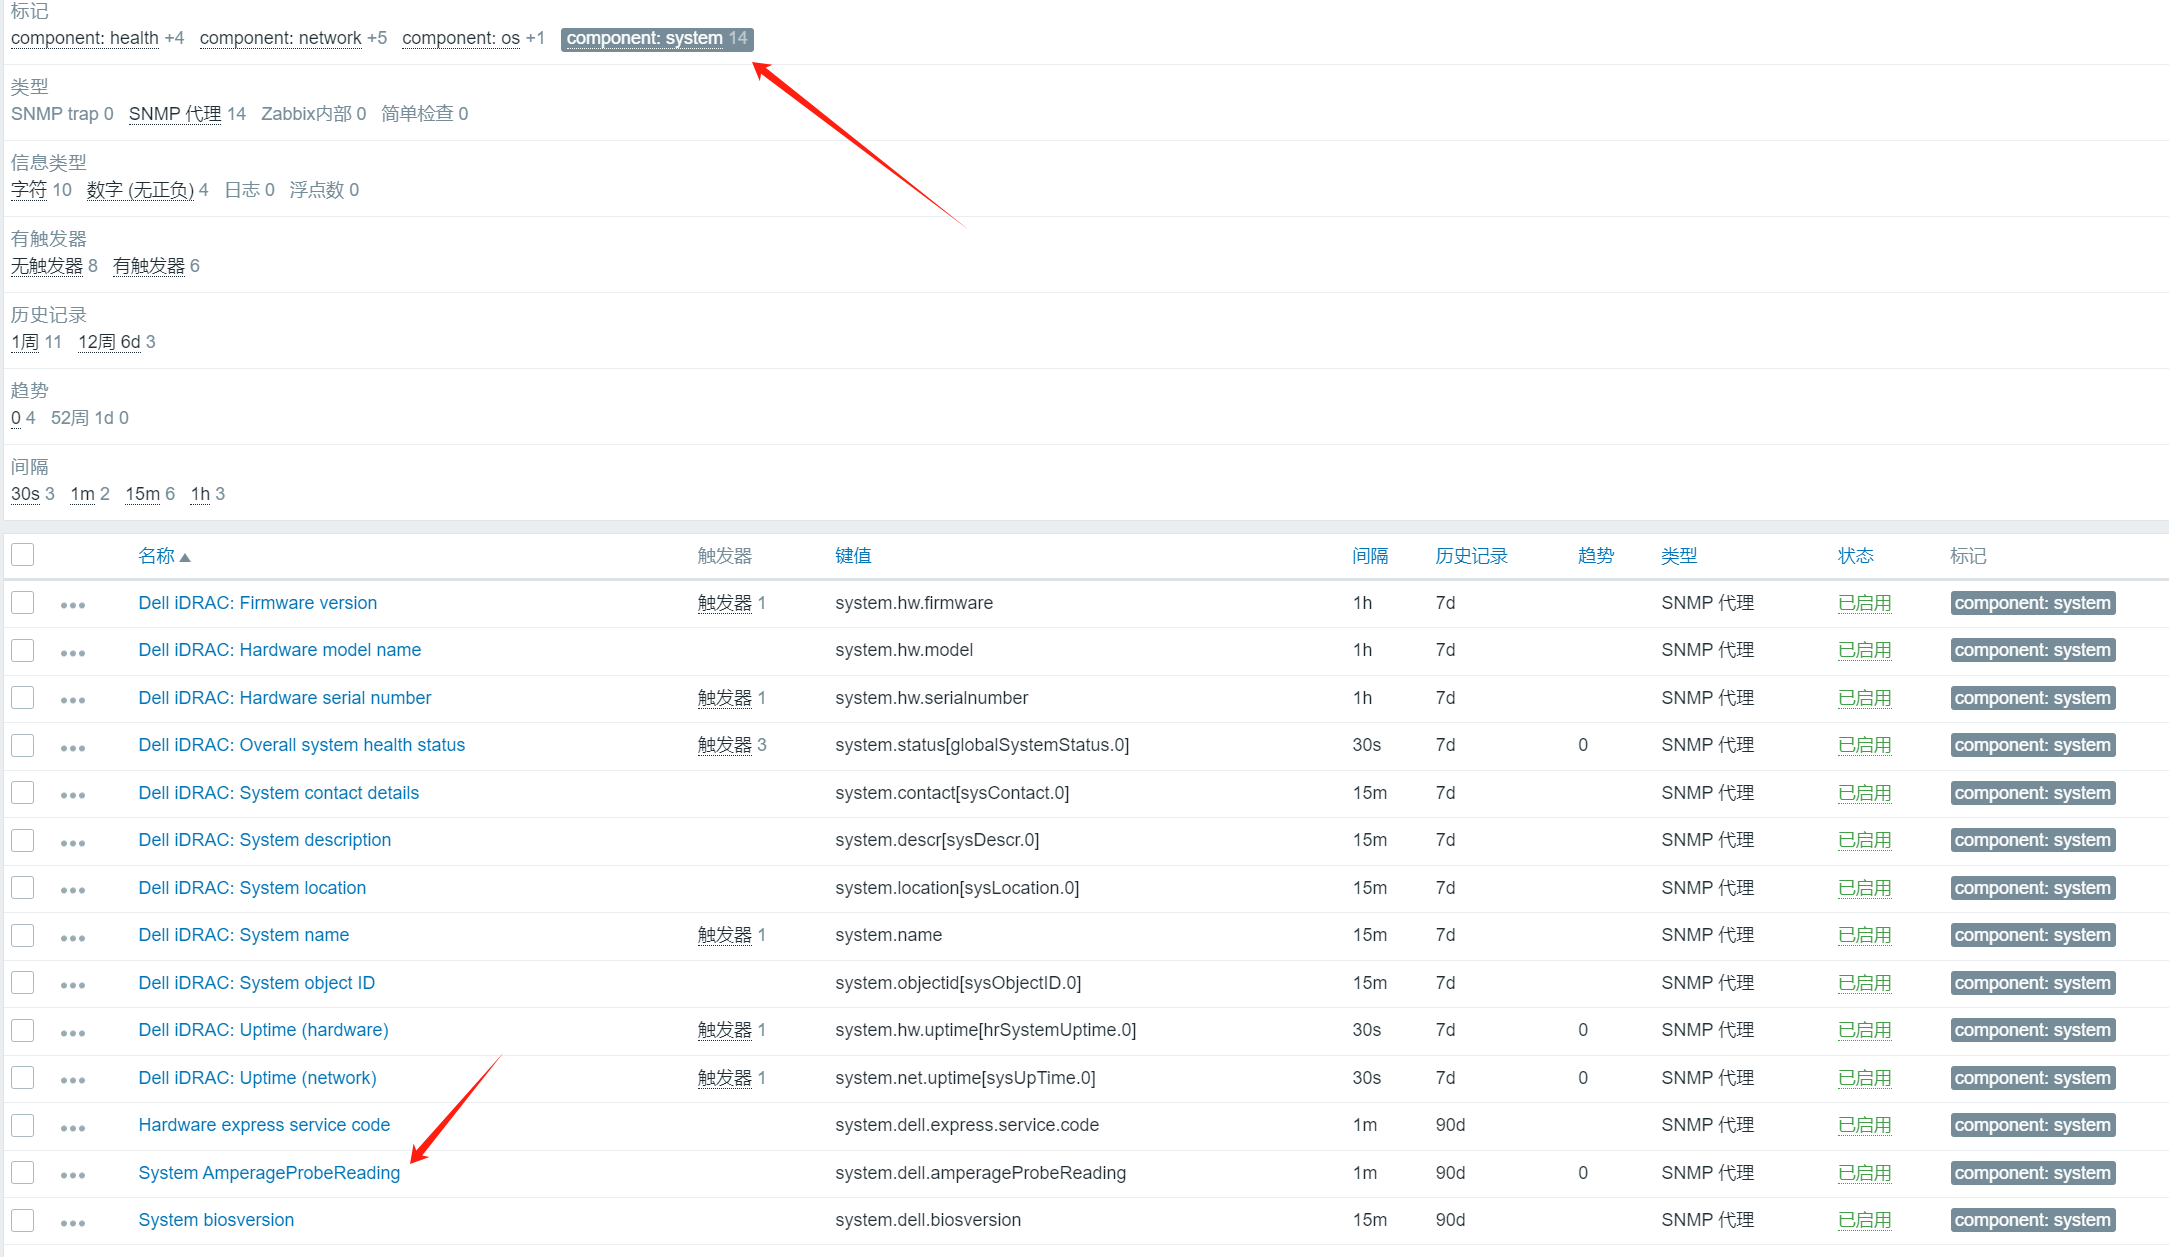 标记
component: health +4 component: network +5 component: os +1 component: system 14
类型
SNMP trap 0 SNMP 代理 14 Zabbix内部 0 简单检查 0
信息类型
字符 10 数字 (无正负) 4 日志 0 浮点数 0
有触发器
无触发器 8 有触发器 6
历史记录
1周 11 12周 6d 3
趋势
0 4 52周 1d 0
间隔
30s 3 1m 2 15m 6 1h 3
名称 触发器 键值 间隔 历史记录 趋势 类型 状态 标记
Dell iDRAC: Firmware version 触发器 1 system.hw.firmware 1h 7d SNMP 代理 已启用 component: system
Dell iDRAC: Hardware model name system.hw.model 1h 7d SNMP 代理 已启用 component: system
Dell iDRAC: Hardware serial number 触发器 1 system.hw.serialnumber 1h 7d SNMP 代理 已启用 component: system
Dell iDRAC: Overall system health status 触发器 3 system.status[globalSystemStatus.0] 30s 7d 0 SNMP 代理 已启用 component: system
Dell iDRAC: System contact details system.contact[sysContact.0] 15m 7d SNMP 代理 已启用 component: system
Dell iDRAC: System description system.descr[sysDescr.0] 15m 7d SNMP 代理 已启用 component: system
Dell iDRAC: System location system.location[sysLocation.0] 15m 7d SNMP 代理 已启用 component: system
Dell iDRAC: System name 触发器 1 system.name 15m 7d SNMP 代理 已启用 component: system
Dell iDRAC: System object ID system.objectid[sysObjectID.0] 15m 7d SNMP 代理 已启用 component: system
Dell iDRAC: Uptime (hardware) 触发器 1 system.hw.uptime[hrSystemUptime.0] 30s 7d 0 SNMP 代理 已启用 component: system
Dell iDRAC: Uptime (network) 触发器 1 system.net.uptime[sysUpTime.0] 30s 7d 0 SNMP 代理 已启用 component: system
Hardware express service code system.dell.express.service.code 1m 90d SNMP 代理 已启用 component: system
System AmperageProbeReading system.dell.amperageProbeReading 1m 90d 0 SNMP 代理 已启用 component: system
System biosversion system.dell.biosversion 15m 90d SNMP 代理 已启用 component: system